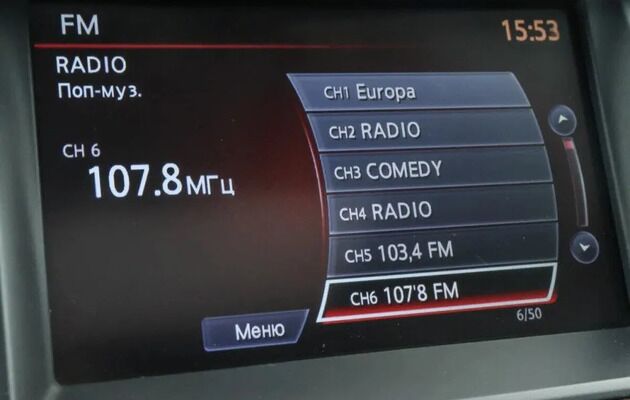 FM
15:53
RADIO
Поп-муз.
CH 6
107.8МГц
CH1 Europa
CH2 RADIO
CH3 COMEDY
CH4 RADIO
CH5 103,4 FM
CH6 107'8 FM
6/50
Меню